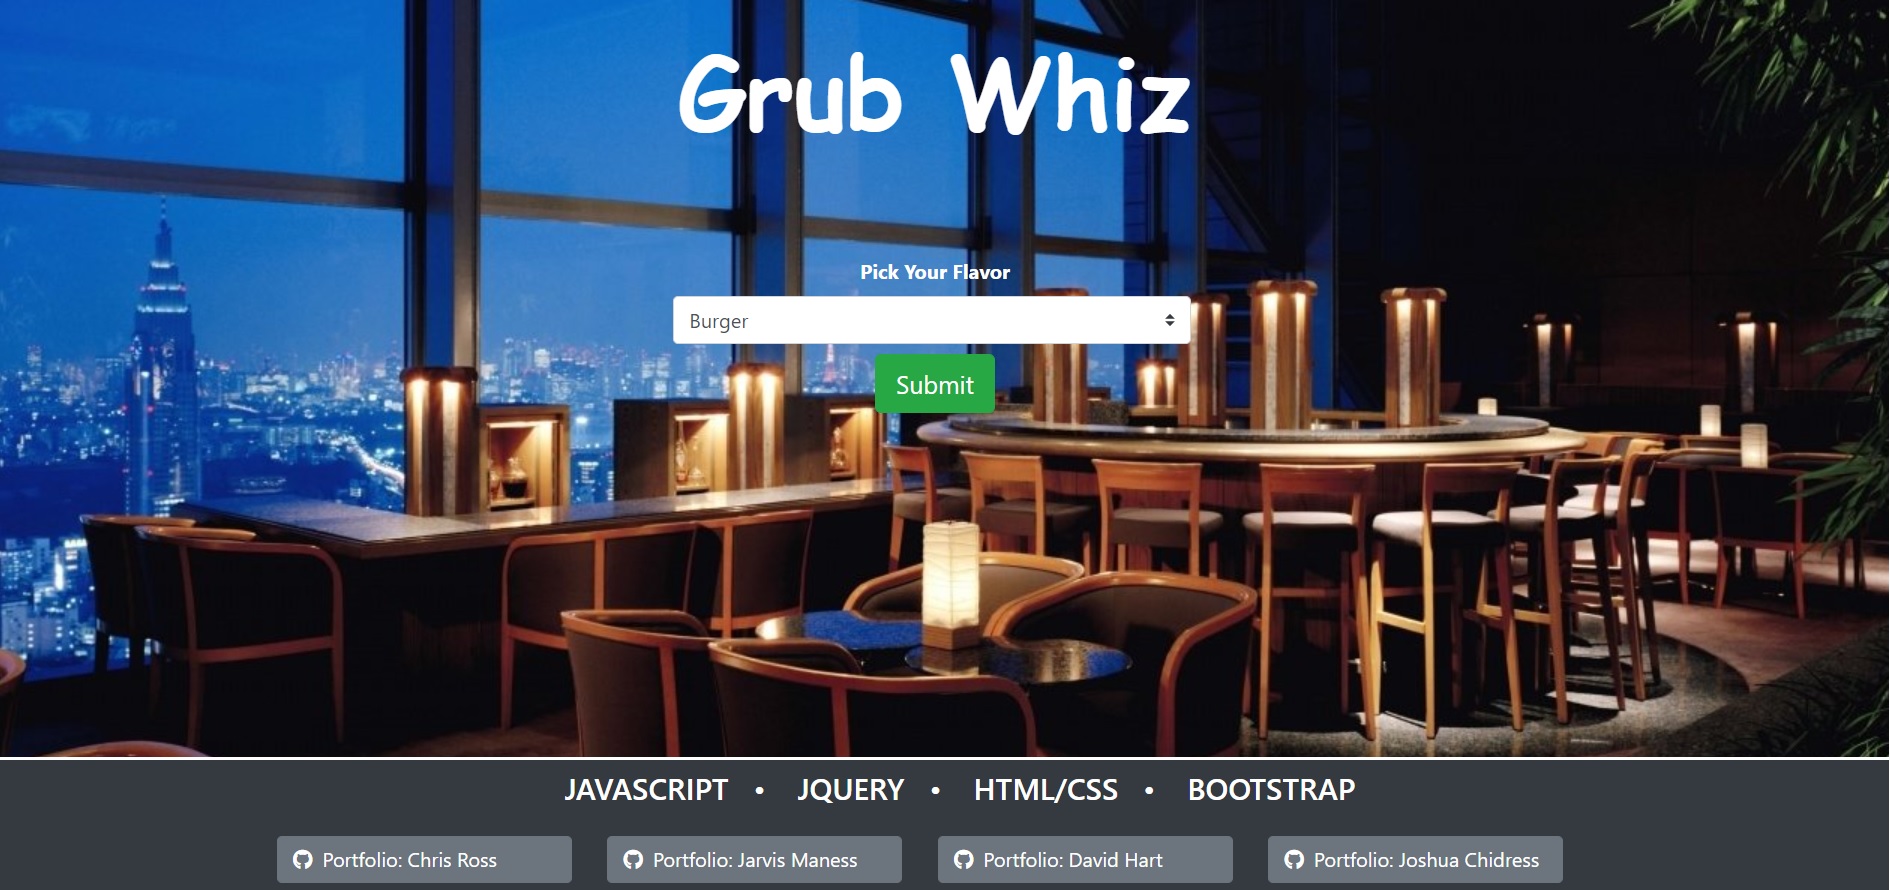 Grub Whiz
Pick Your Flavor
Burger
Submit
JAVASCRIPT • JQUERY • HTML/CSS • BOOTSTRAP
Portfolio: Chris Ross
Portfolio: Jarvis Maness
Portfolio: David Hart
Portfolio: Joshua Chidress